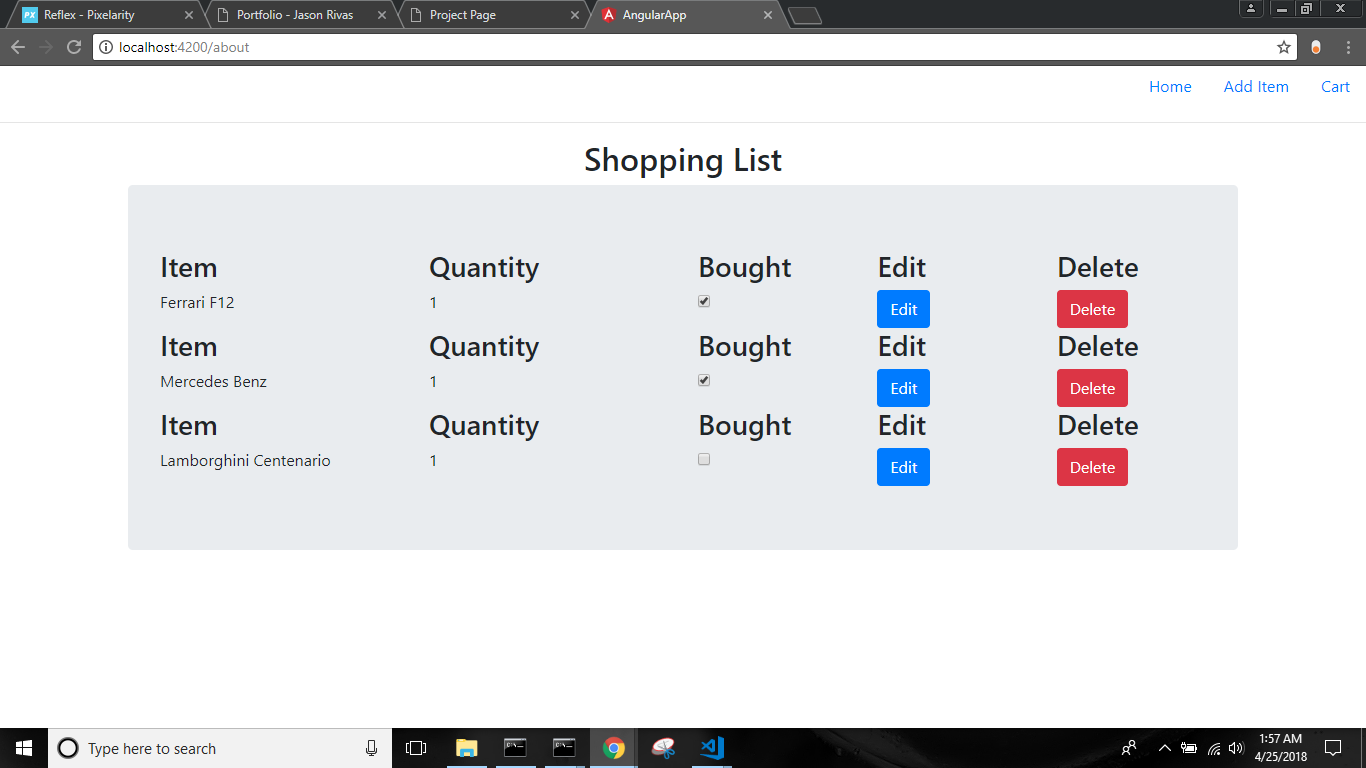 Reflex - Pixelarity
Portfolio - Jason Rivas
Project Page
AngularApp
localhost:4200/about
Home Add Item Cart
Shopping List
Item Quantity Bought Edit Delete
Ferrari F12 1 Edit Delete
Item Quantity Bought Edit Delete
Mercedes Benz 1 Edit Delete
Item Quantity Bought Edit Delete
Lamborghini Centenario 1 Edit Delete
Type here to search
1:57 AM
4/25/2018